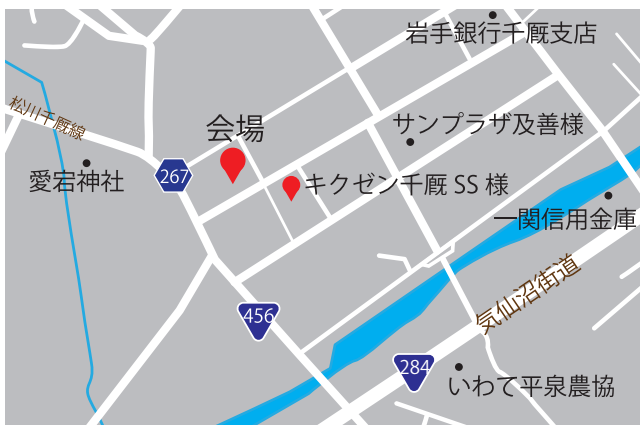 岩手銀行千厩支店
松川千厩線
会場
サンプラザ及善様
愛宕神社
267
キクゼン千厩 SS 様
一関信用金庫
気仙沼街道
456
284
いわて平泉農協